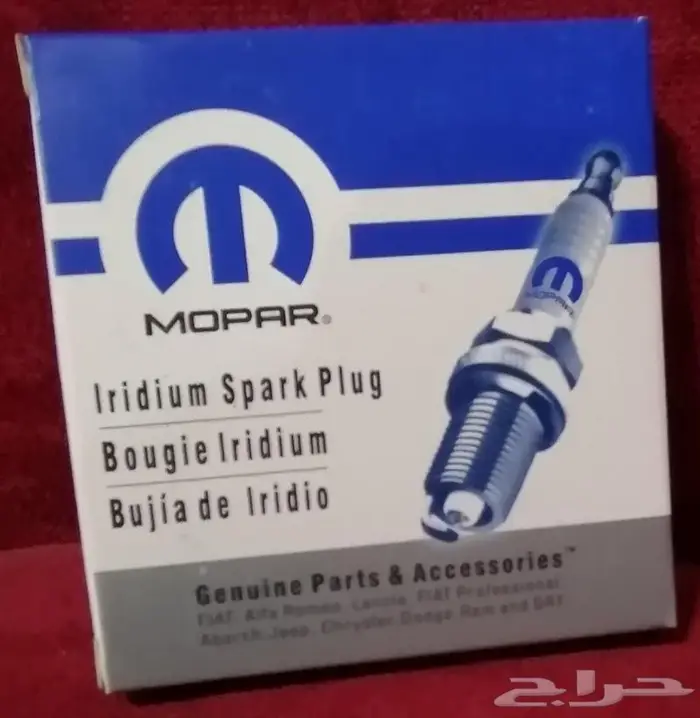 MOPAR®
MOPAR
Iridium Spark Plug
Bougie Iridium
Bujía de Iridio
Genuine Parts & Accessories™
FIAT, Alfa Romeo, Lancia, FIAT Professional
Abarth, Jeep, Chrysler, Dodge, Ram and SRT
حراج